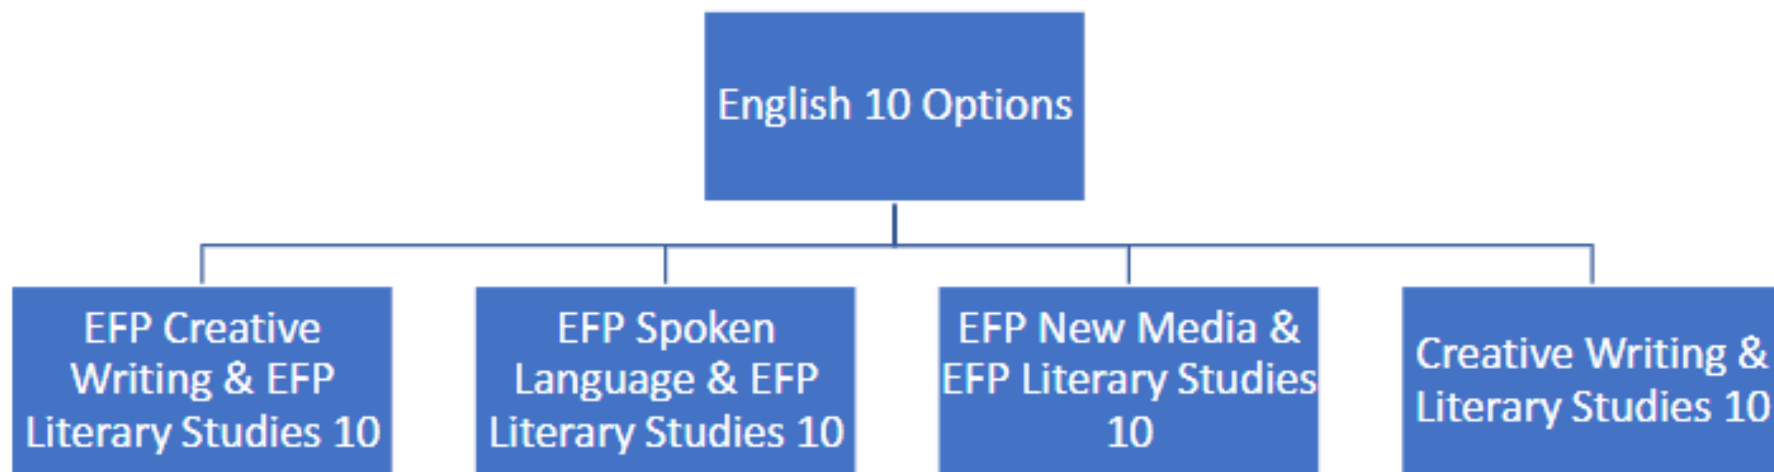 English 10 Options
EFP Creative
Writing & EFP
Literary Studies 10
EFP Spoken
Language & EFP
Literary Studies 10
EFP New Media &
EFP Literary Studies
10
Creative Writing &
Literary Studies 10